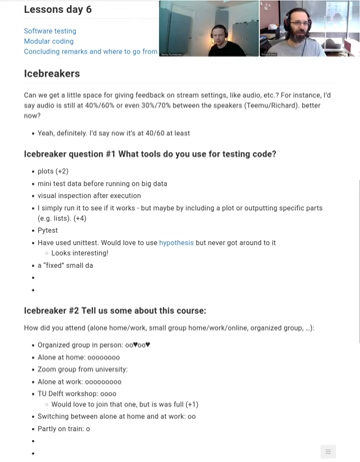 Lessons day 6
Software testing
Modular coding
Concluding remarks and where to go from
Icebreakers
Can we get a little space for giving feedback on stream settings, like audio, etc.? For instance, I'd
say audio is still at 40%/60% or even 30%/70% between the speakers (Teemu/Richard). better
now?
• Yeah, definitely. I'd say now it's at 40/60 at least
Icebreaker question #1 What tools do you use for testing code?
• plots (+2)
• mini test data before running on big data
• visual inspection after execution
• I simply run it to see if it works - but maybe by including a plot or outputting specific parts
(e.g. lists). (+4)
• Pytest
• Have used unittest. Would love to use hypothesis but never got around to it
◦ Looks interesting!
• a "fixed" small da
Icebreaker #2 Tell us some about this course:
How did you attend (alone home/work, small group home/work/online, organized group, ...):
• Organized group in person: oo♥oo♥
• Alone at home: oooooooo
• Zoom group from university:
• Alone at work: ooooooooo
• TU Delft workshop: oooo
◦ Would love to join that one, but is was full (+1)
• Switching between alone at home and at work: oo
• Partly on train: o